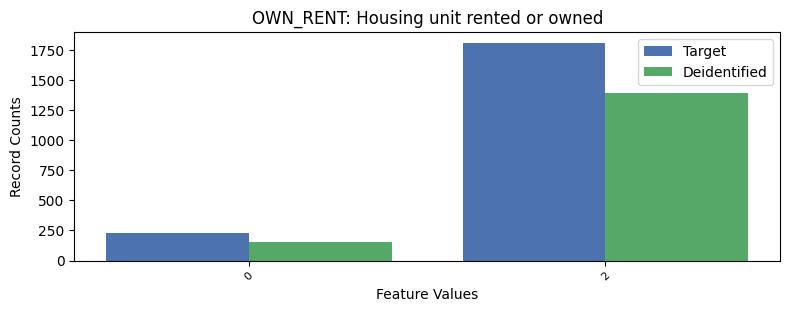 OWN_RENT: Housing unit rented or owned
Target
Deidentified
Record Counts
1750
1500
1250
1000
750
500
250
0
0
2
Feature Values